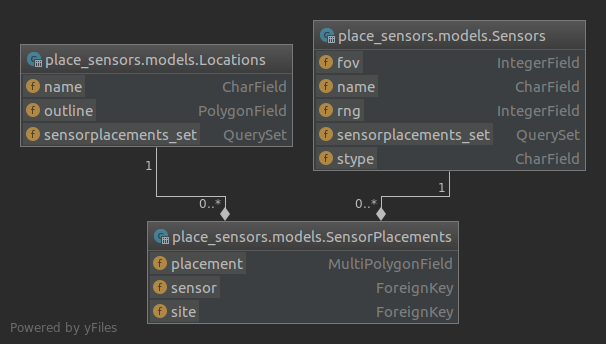 place_sensors.models.Locations
f name CharField
f outline PolygonField
f sensorplacements_set QuerySet
place_sensors.models.Sensors
f fov IntegerField
f name CharField
f rng IntegerField
f sensorplacements_set QuerySet
f stype CharField
1
0..*
1
0..*
place_sensors.models.SensorPlacements
f placement MultiPolygonField
f sensor ForeignKey
f site ForeignKey
Powered by yFiles